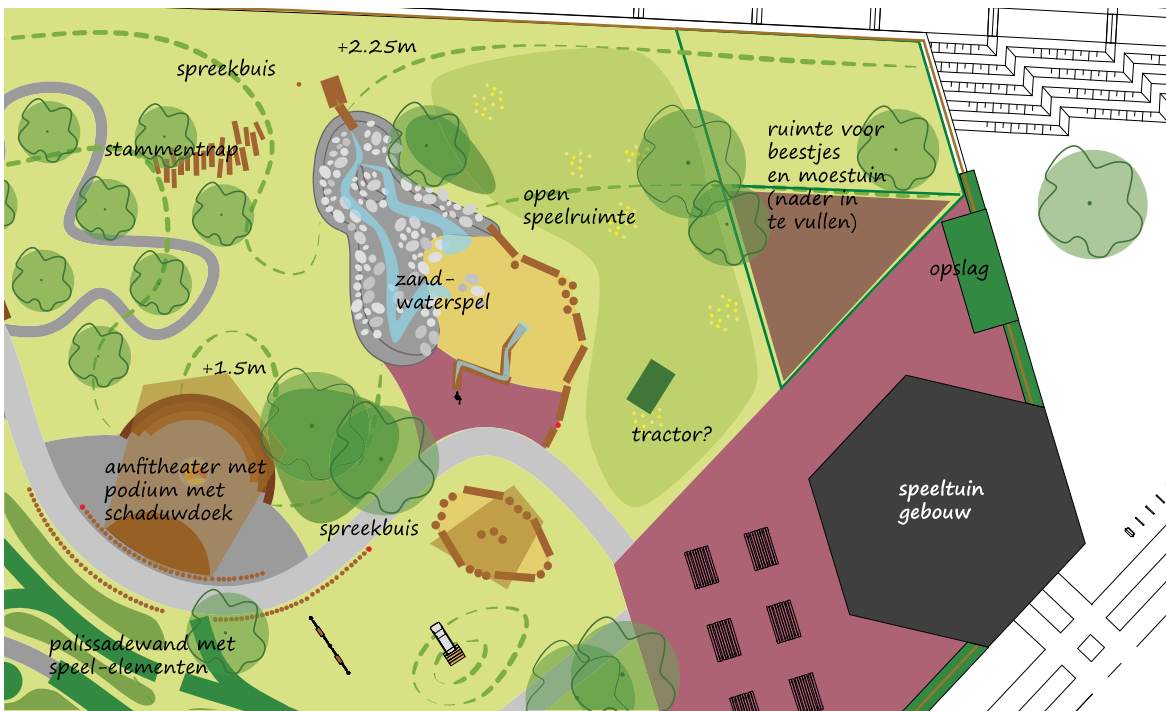 +2.25m
spreekbuis
stammentrap
ruimte voor
beestjes
en moestuin
(nader in
te vullen)
open
speelruimte
opslag
zand-
waterspel
+1.5m
tractor?
amfitheater met
podium met
schaduwdoek
spreekbuis
speeltuin
gebouw
palissadewand met
speel-elementen